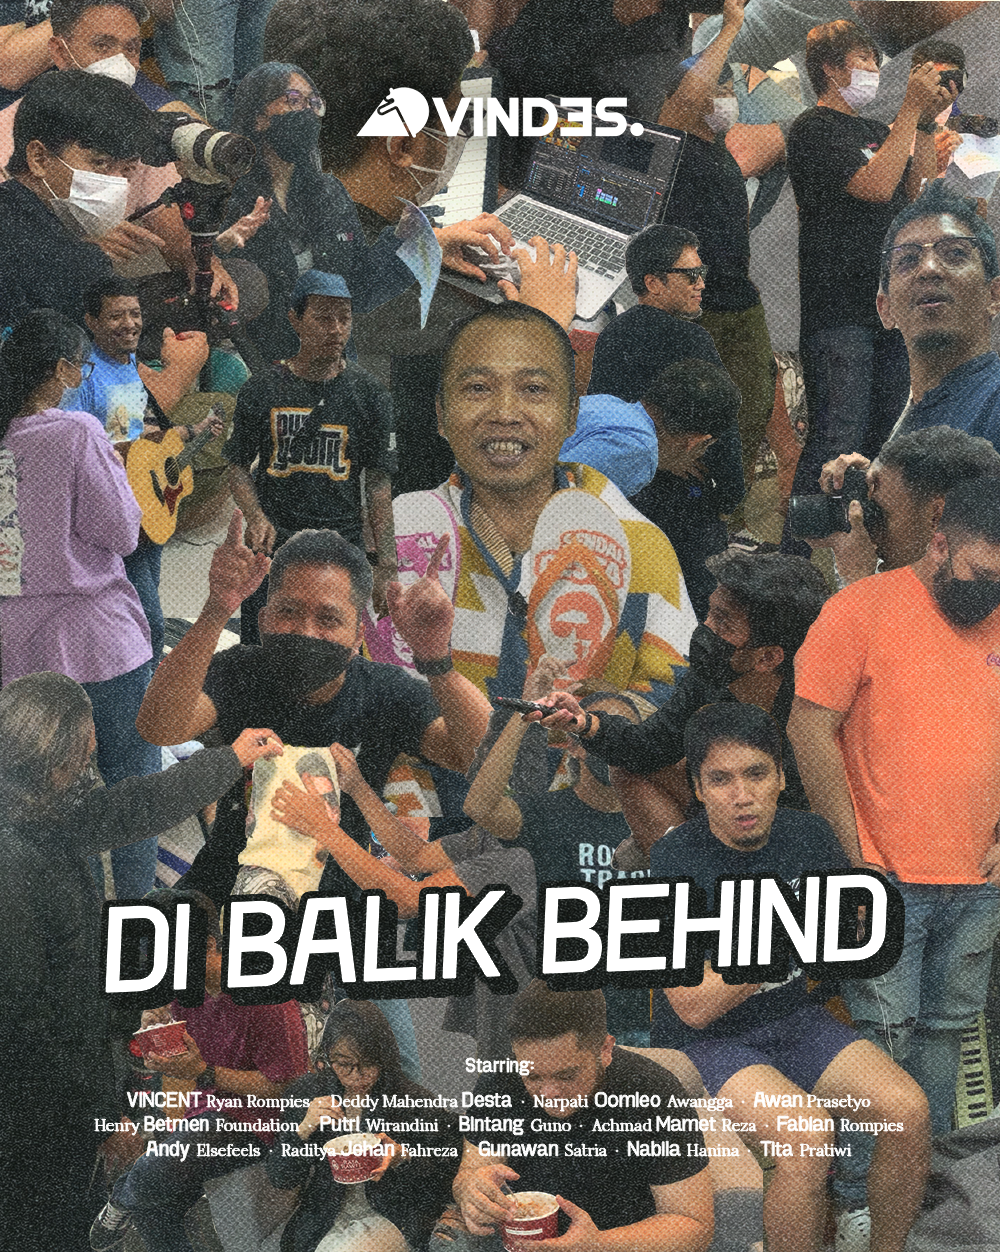 VINDES.
DI BALIK BEHIND
Starring:
VINCENT Ryan Rompies · Deddy Mahendra Desta · Narpati Oomleo Awangga · Awan Prasetyo
Henry Betmen Foundation · Putri Wirandini · Bintang Guno · Achmad Mamet Reza · Fabian Rompies
Andy Elsefeels · Raditya Jehan Fahreza · Gunawan Satria · Nabila Hanina · Tita Pratiwi